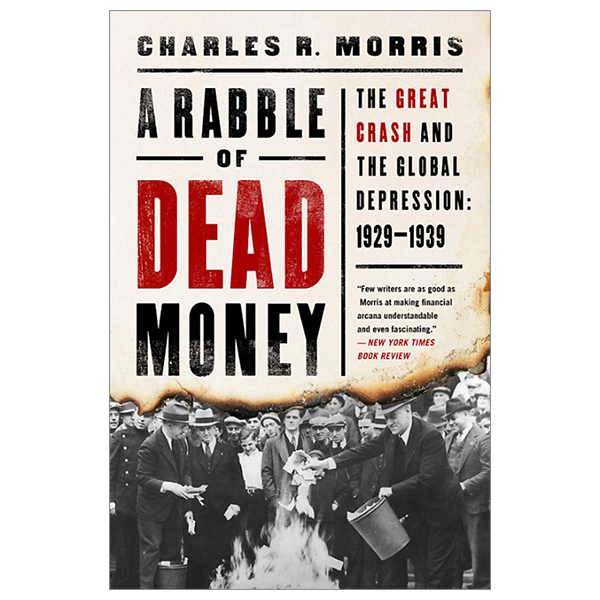 CHARLES R. MORRIS
A RABBLE
OF
DEAD
MONEY
THE GREAT
CRASH AND
THE GLOBAL
DEPRESSION:
1929–1939
“Few writers are as good as
Morris at making financial
arcana understandable
and even fascinating.”
— NEW YORK TIMES
BOOK REVIEW